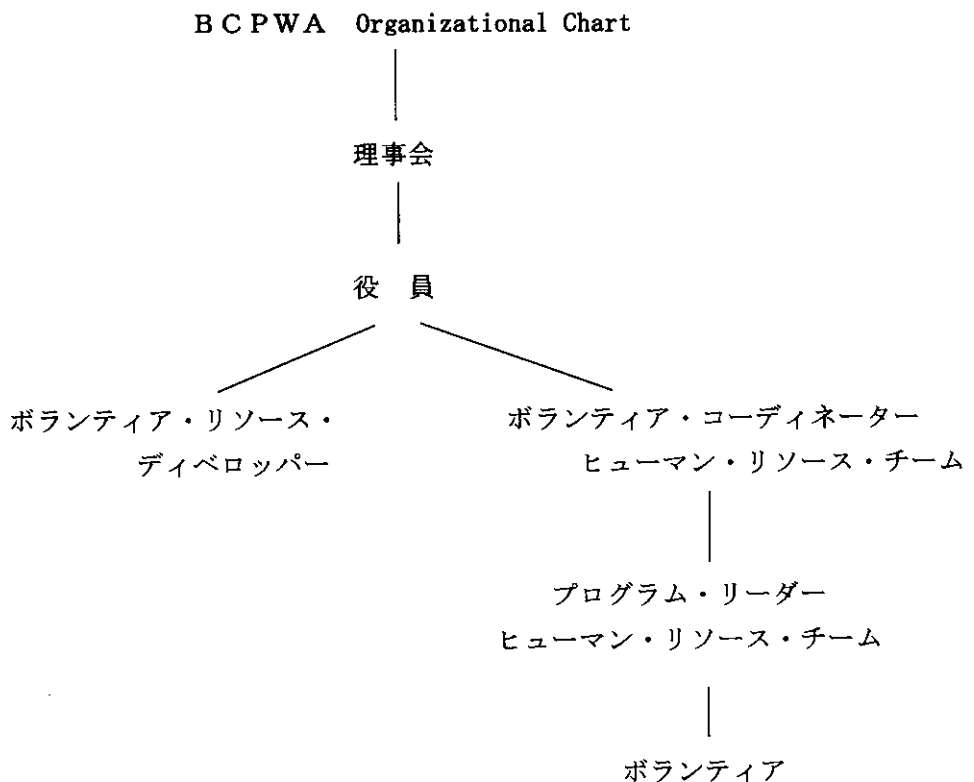 ＢＣＰＷＡ Organizational Chart
理事会
役　員
ボランティア・リソース・
ディベロッパー
ボランティア・コーディネーター
ヒューマン・リソース・チーム
プログラム・リーダー
ヒューマン・リソース・チーム
ボランティア